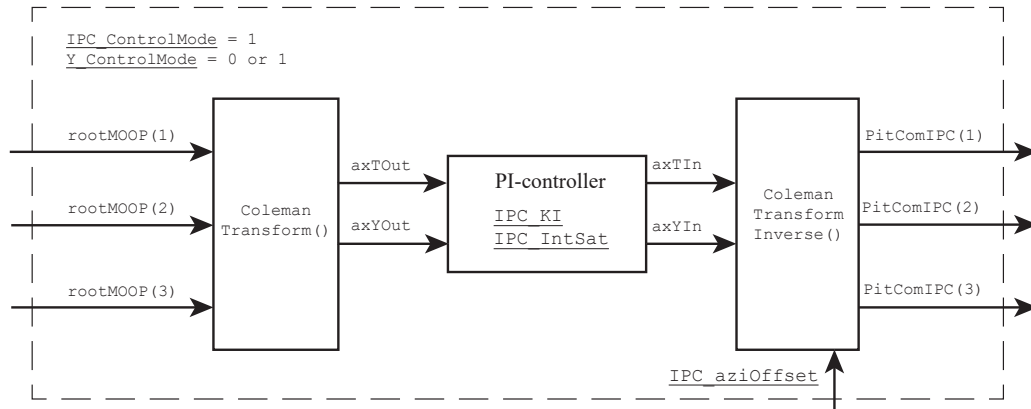 IPC_ControlMode = 1
Y_ControlMode = 0 or 1
rootMOOP(1)
rootMOOP(2)
rootMOOP(3)
Coleman
Transform()
axTOut
axYOut
PI-controller
IPC_KI
IPC_IntSat
axTIn
axYIn
Coleman
Transform
Inverse()
PitComIPC(1)
PitComIPC(2)
PitComIPC(3)
IPC_aziOffset